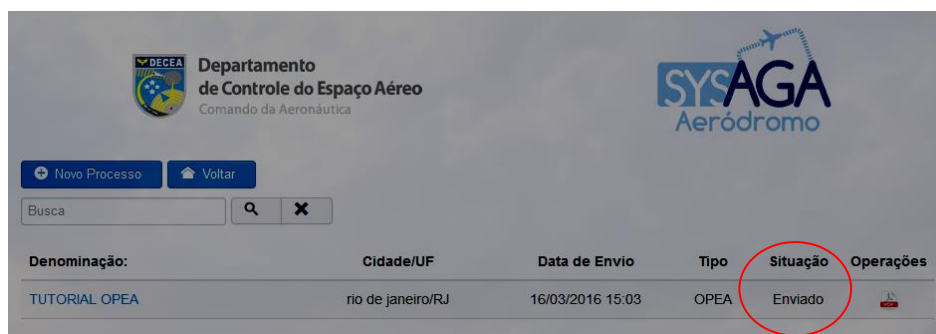 DECEA
Departamento
de Controle do Espaço Aéreo
Comando da Aeronáutica
SYSAGA
Aeródromo
Novo Processo Voltar
Busca
Denominação: Cidade/UF Data de Envio Tipo Situação Operações
TUTORIAL OPEA rio de janeiro/RJ 16/03/2016 15:03 OPEA Enviado